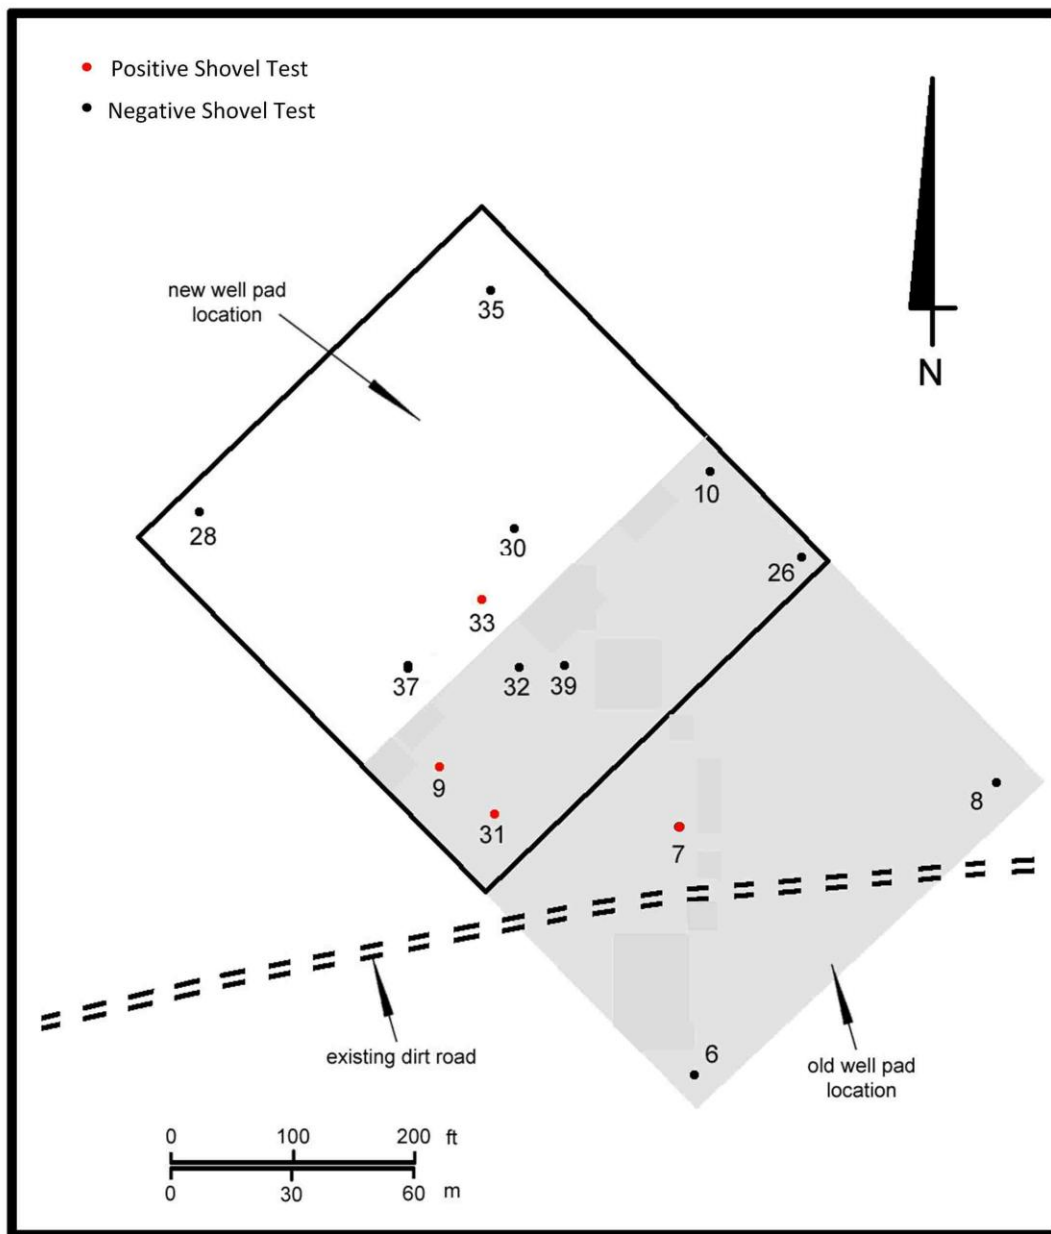 Positive Shovel Test
Negative Shovel Test
new well pad
location
35
N
10
28
30
26
33
37
32
39
9
8
31
7
6
existing dirt road
old well pad
location
0 100 200 ft
0 30 60 m